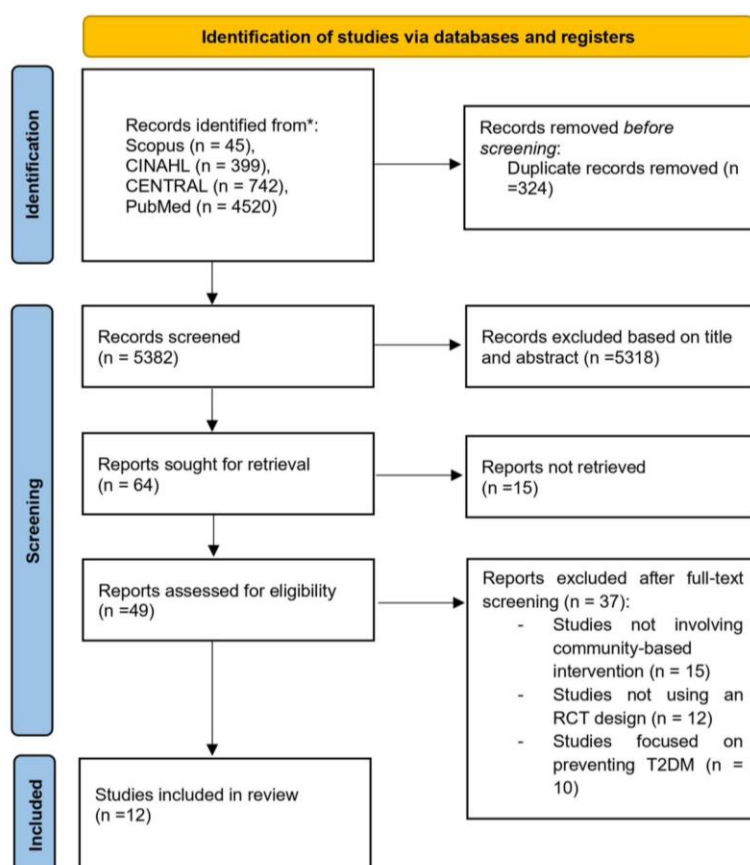 Identification of studies via databases and registers
Identification
Records identified from*:
Scopus (n = 45),
CINAHL (n = 399),
CENTRAL (n = 742),
PubMed (n = 4520)
Records removed before
screening:
Duplicate records removed (n
=324)
Screening
Records screened
(n = 5382)
Records excluded based on title
and abstract (n =5318)
Reports sought for retrieval
(n = 64)
Reports not retrieved
(n =15)
Reports assessed for eligibility
(n =49)
Reports excluded after full-text
screening (n = 37):
- Studies not involving
community-based
intervention (n = 15)
- Studies not using an
RCT design (n = 12)
- Studies focused on
preventing T2DM (n =
10)
Included
Studies included in review
(n =12)